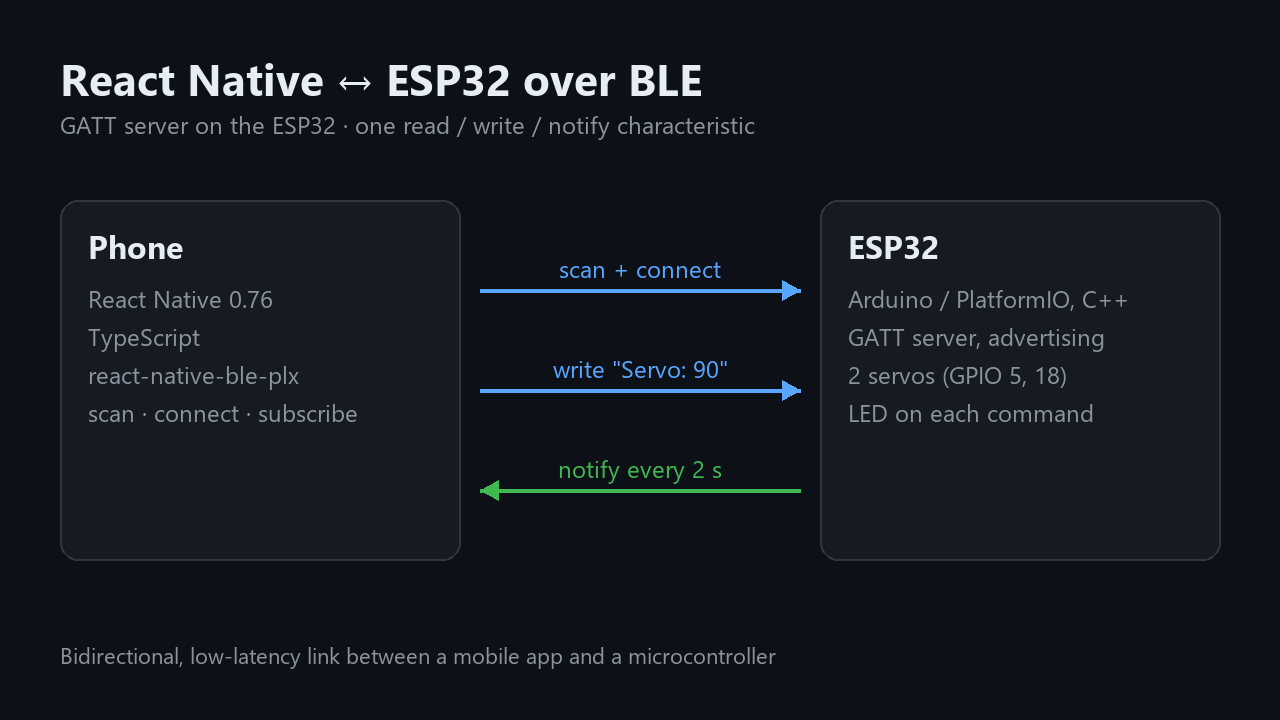 React Native ↔ ESP32 over BLE
GATT server on the ESP32 · one read / write / notify characteristic
Phone
React Native 0.76
TypeScript
react-native-ble-plx
scan · connect · subscribe
scan + connect
write "Servo: 90"
notify every 2 s
ESP32
Arduino / PlatformIO, C++
GATT server, advertising
2 servos (GPIO 5, 18)
LED on each command
Bidirectional, low-latency link between a mobile app and a microcontroller